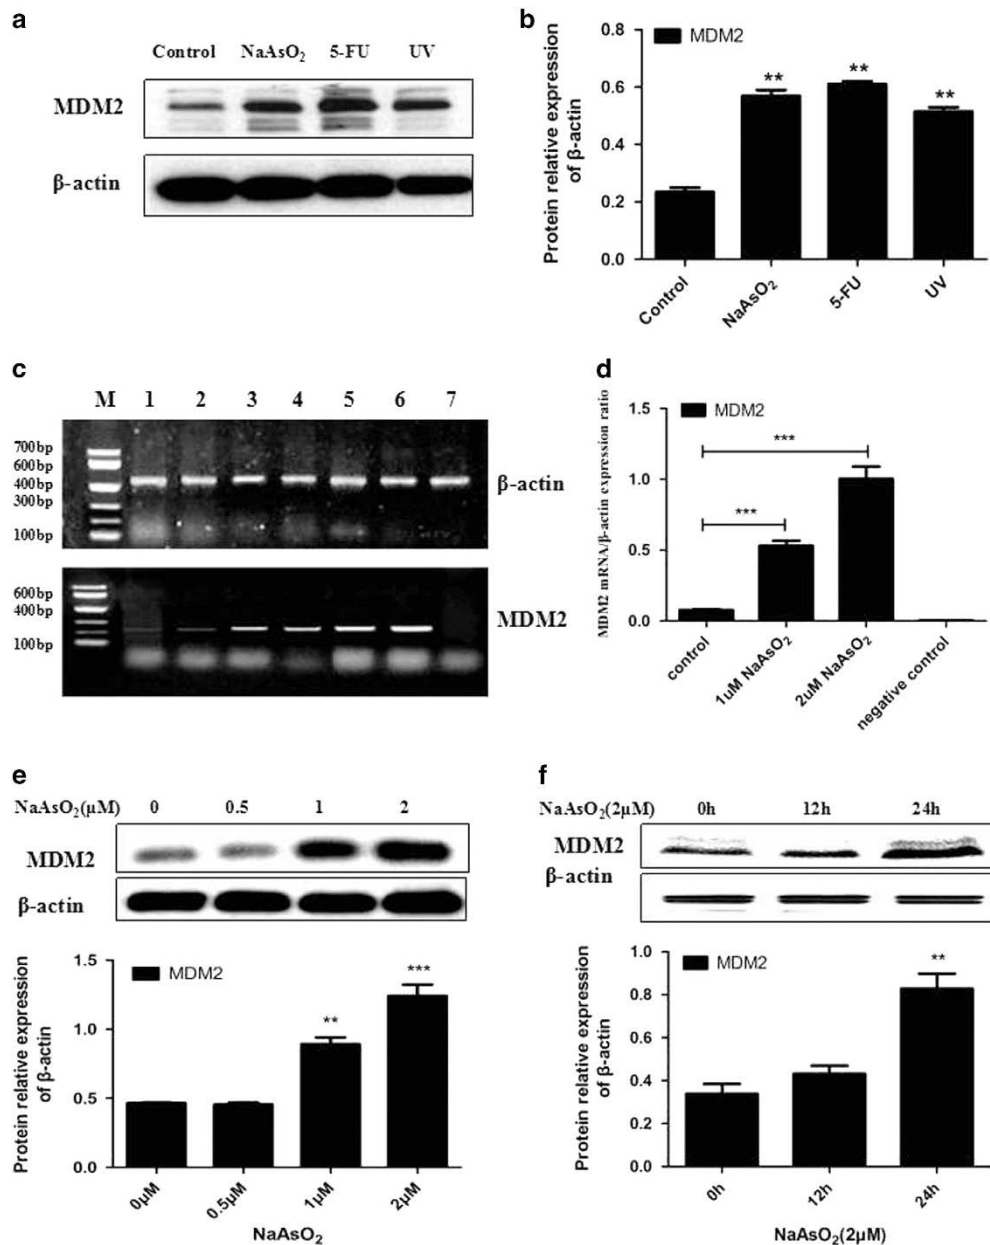 a
Control NaAsO₂ 5-FU UV
MDM2
β-actin
b
MDM2
Protein relative expression
of β-actin
0.8
0.6
0.4
0.2
0.0
** ** **
Control NaAsO₂ 5-FU UV
c
M 1 2 3 4 5 6 7
700bp
600bp
400bp
300bp
100bp
β-actin
600bp
400bp
100bp
MDM2
d
MDM2
MDM2 mRNA/β-actin expression ratio
1.5
1.0
0.5
0.0
***
***
control 1uM NaAsO₂ 2uM NaAsO₂ negative control
e
NaAsO₂(μM) 0 0.5 1 2
MDM2
β-actin
MDM2
Protein relative expression
of β-actin
1.5
1.0
0.5
0.0
** ***
0μM 0.5μM 1μM 2μM
NaAsO₂
f
NaAsO₂(2μM) 0h 12h 24h
MDM2
β-actin
MDM2
Protein relative expression
of β-actin
1.0
0.8
0.6
0.4
0.2
0.0
**
0h 12h 24h
NaAsO₂(2μM)